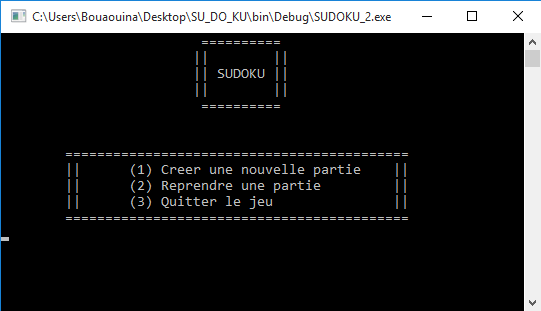 C:\Users\Bouaouina\Desktop\SU_DO_KU\bin\Debug\SUDOKU_2.exe
==========
||        ||
|| SUDOKU ||
||        ||
==========
===========================================
||      (1) Creer une nouvelle partie    ||
||      (2) Reprendre une partie         ||
||      (3) Quitter le jeu               ||
===========================================